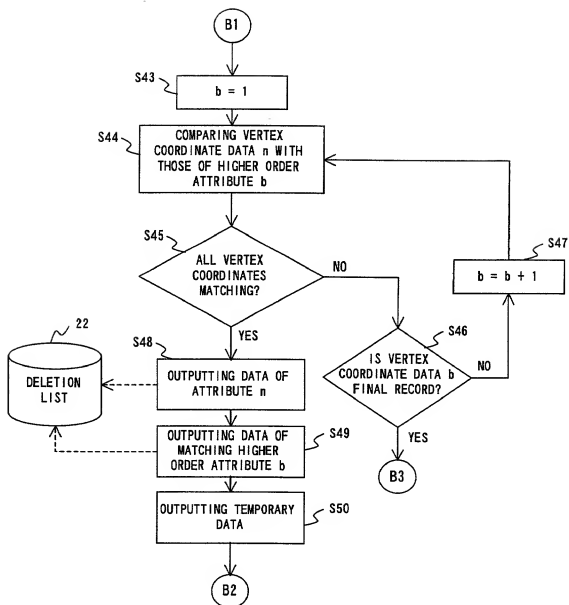 B1
S43
b = 1
S44
COMPARING VERTEX
COORDINATE DATA n WITH
THOSE OF HIGHER ORDER
ATTRIBUTE b
S45
ALL VERTEX
COORDINATES
MATCHING?
NO
S47
b = b + 1
YES
S46
IS VERTEX
COORDINATE DATA b
FINAL RECORD?
NO
YES
B3
22
DELETION
LIST
S48
OUTPUTTING DATA OF
ATTRIBUTE n
OUTPUTTING DATA OF
MATCHING HIGHER
ORDER ATTRIBUTE b
S49
OUTPUTTING TEMPORARY
DATA
S50
B2